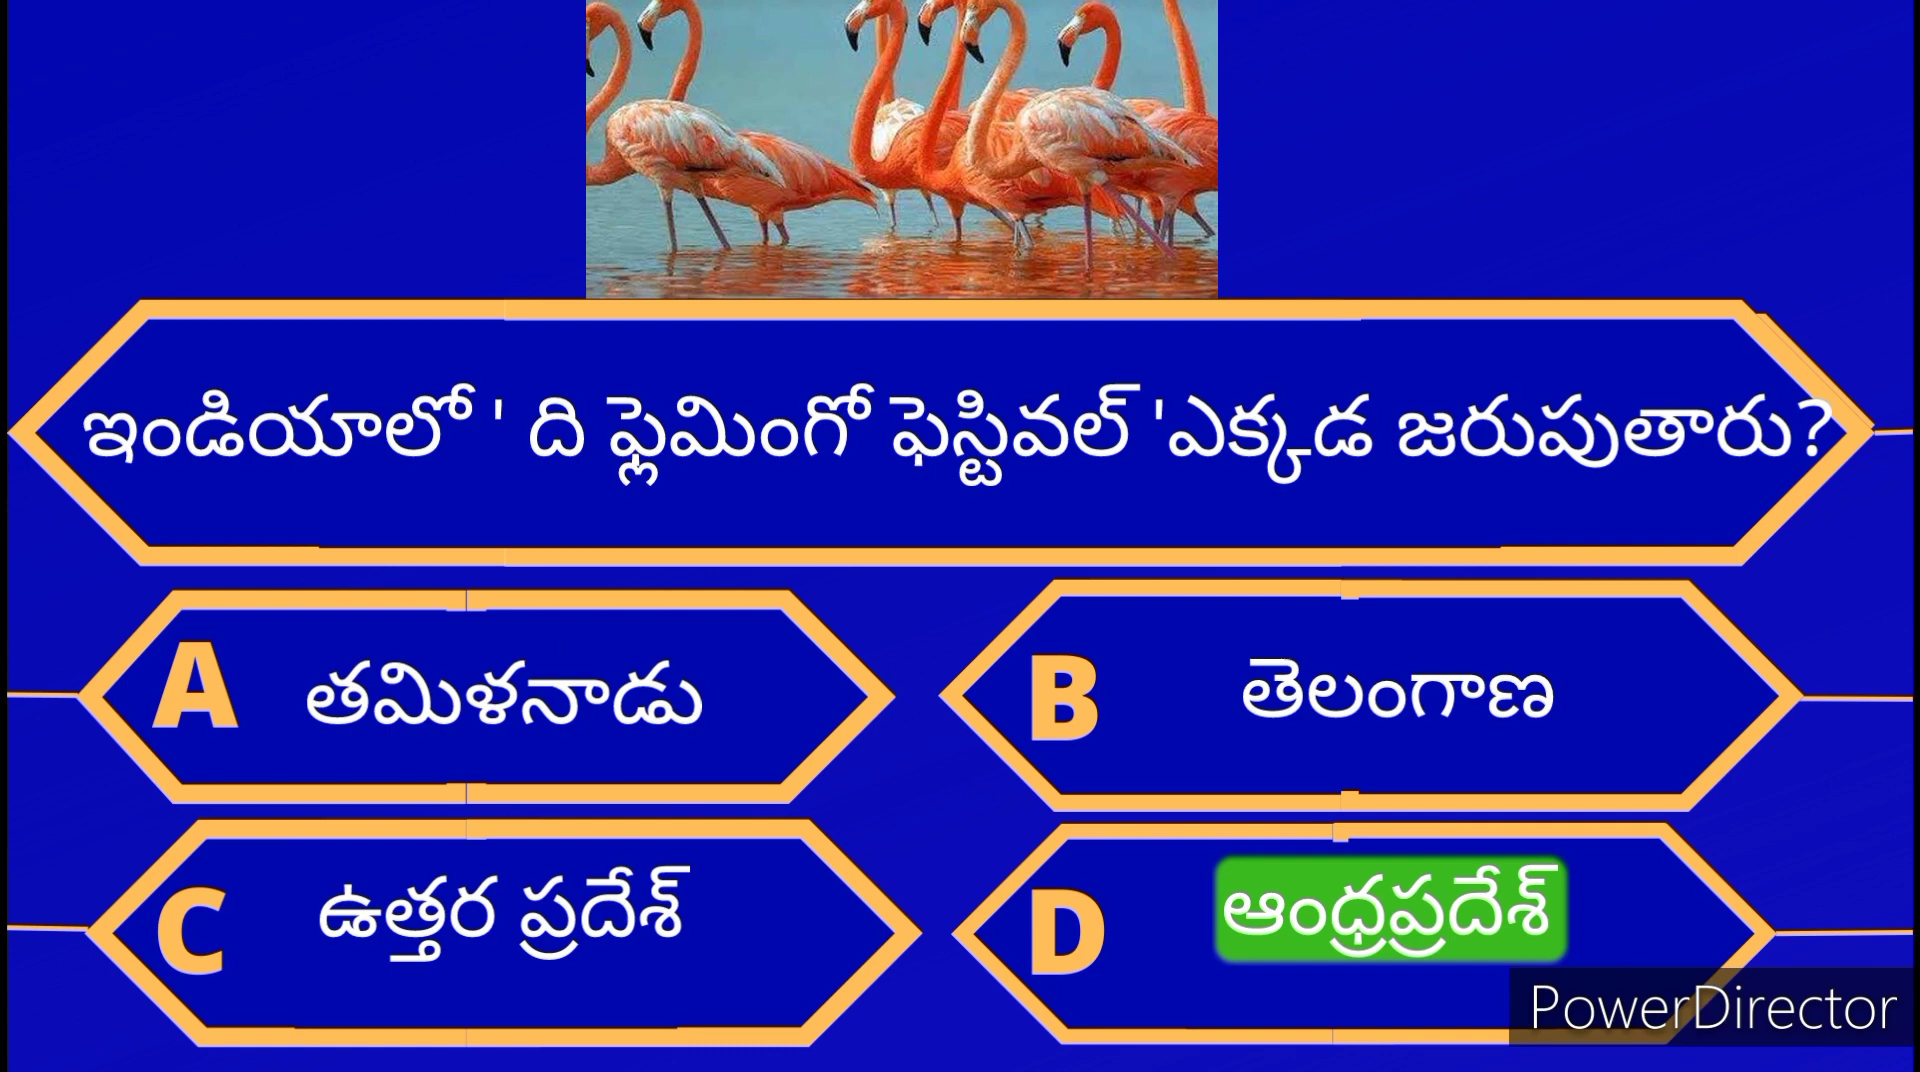 ఇండియాలో ' ది ఫ్లెమింగో ఫెస్టివల్ 'ఎక్కడ జరుపుతారు?
A తమిళనాడు
B తెలంగాణ
C ఉత్తర ప్రదేశ్
D ఆంధ్రప్రదేశ్
PowerDirector